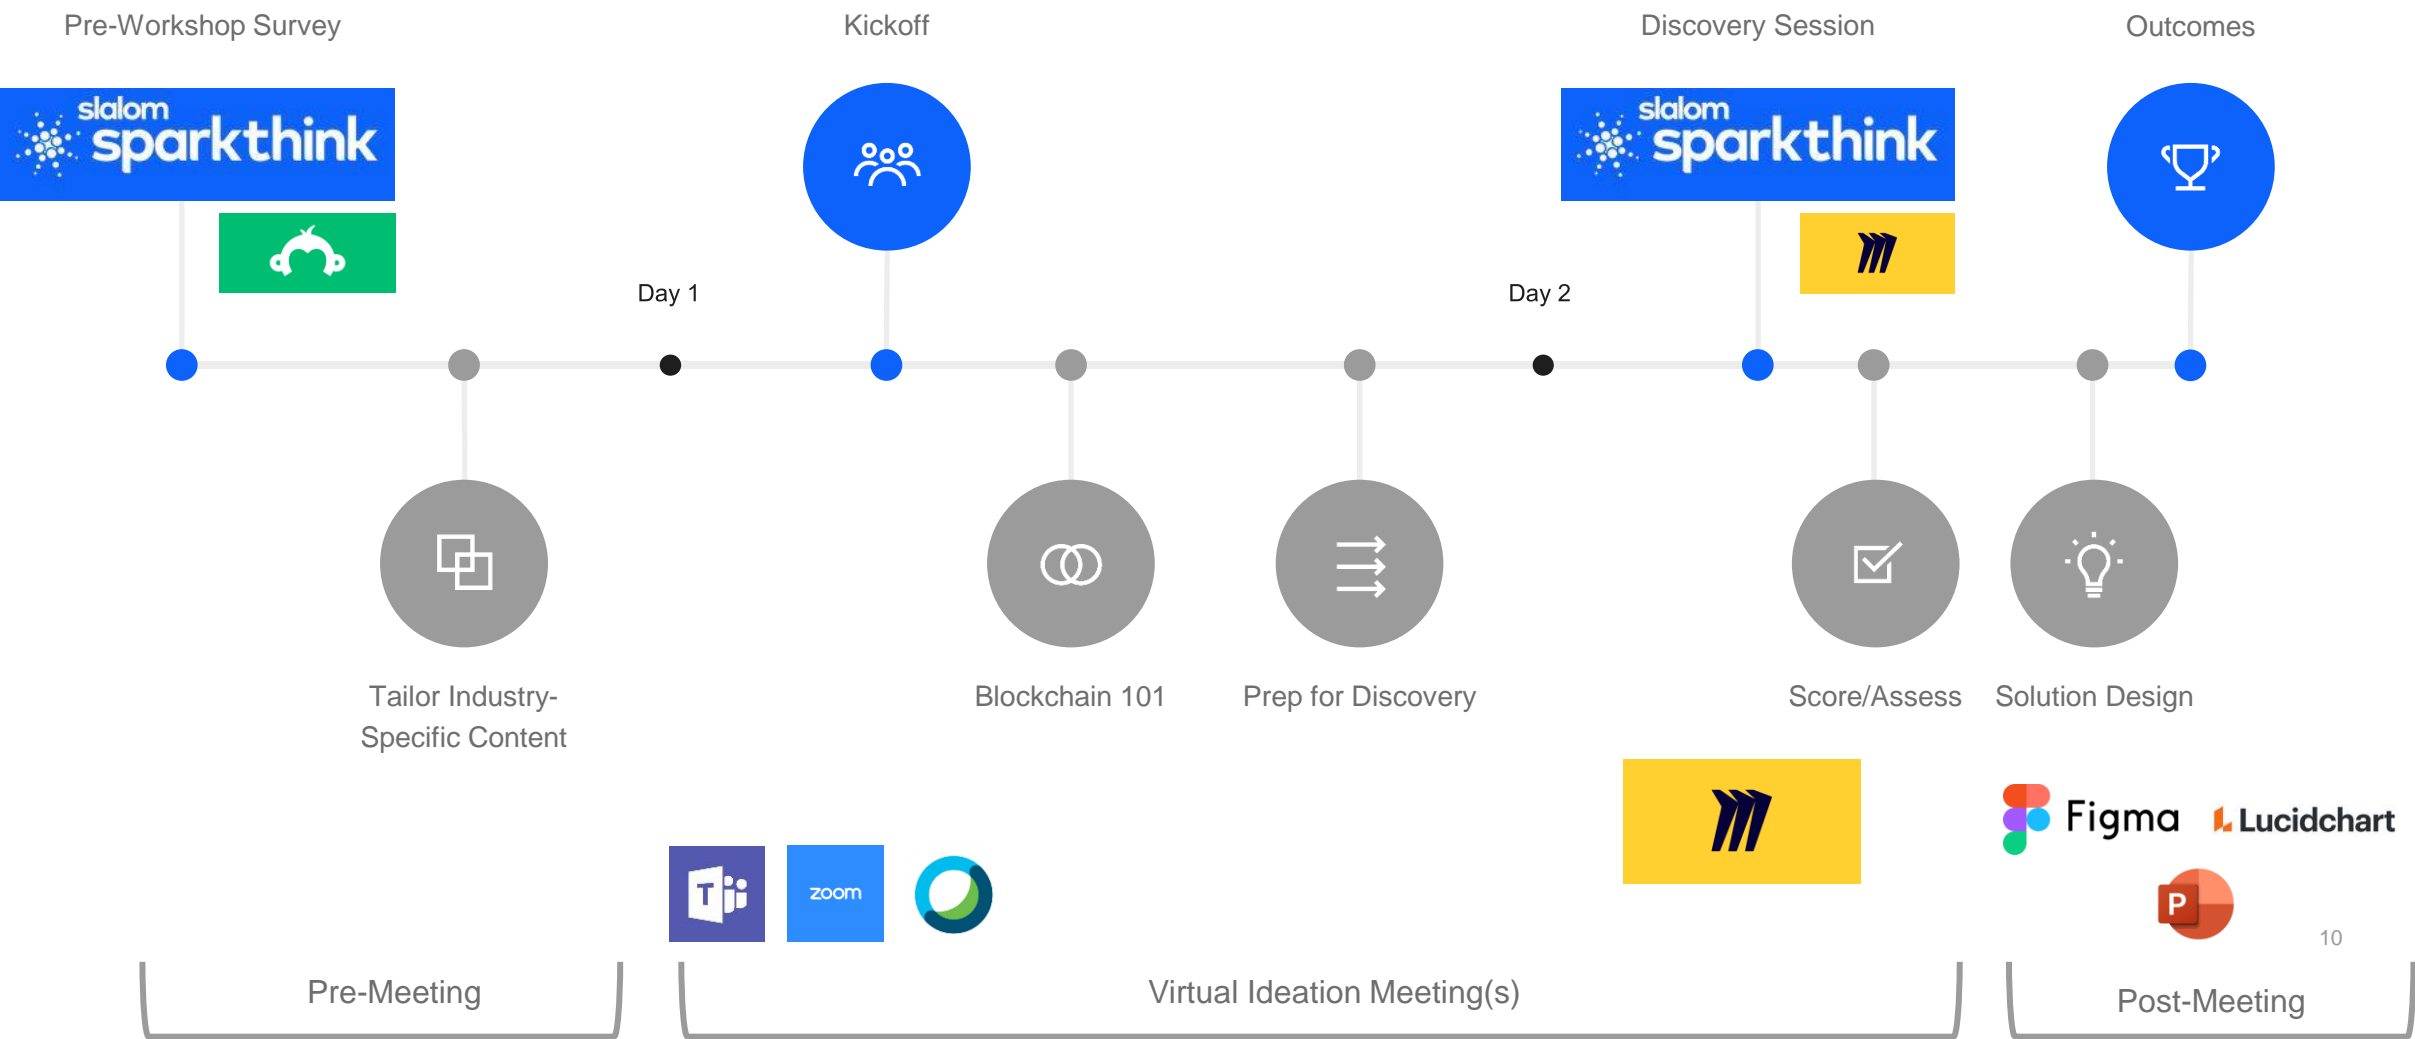 Pre-Workshop Survey
Kickoff
Discovery Session
Outcomes
slalom
sparkthink
slalom
sparkthink
Day 1
Day 2
Tailor Industry-
Specific Content
Blockchain 101
Prep for Discovery
Score/Assess
Solution Design
Figma
Lucidchart
T
zoom
P
10
Pre-Meeting
Virtual Ideation Meeting(s)
Post-Meeting